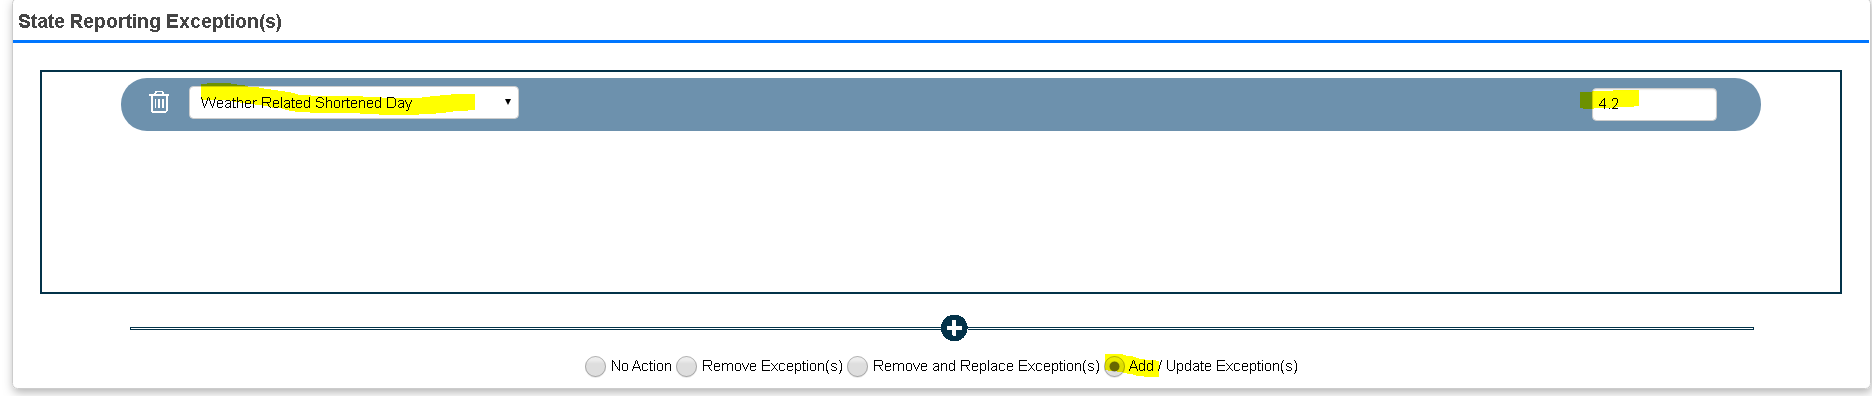 State Reporting Exception(s)
Weather Related Shortened Day 4.2
No Action Remove Exception(s) Remove and Replace Exception(s) Add / Update Exception(s)